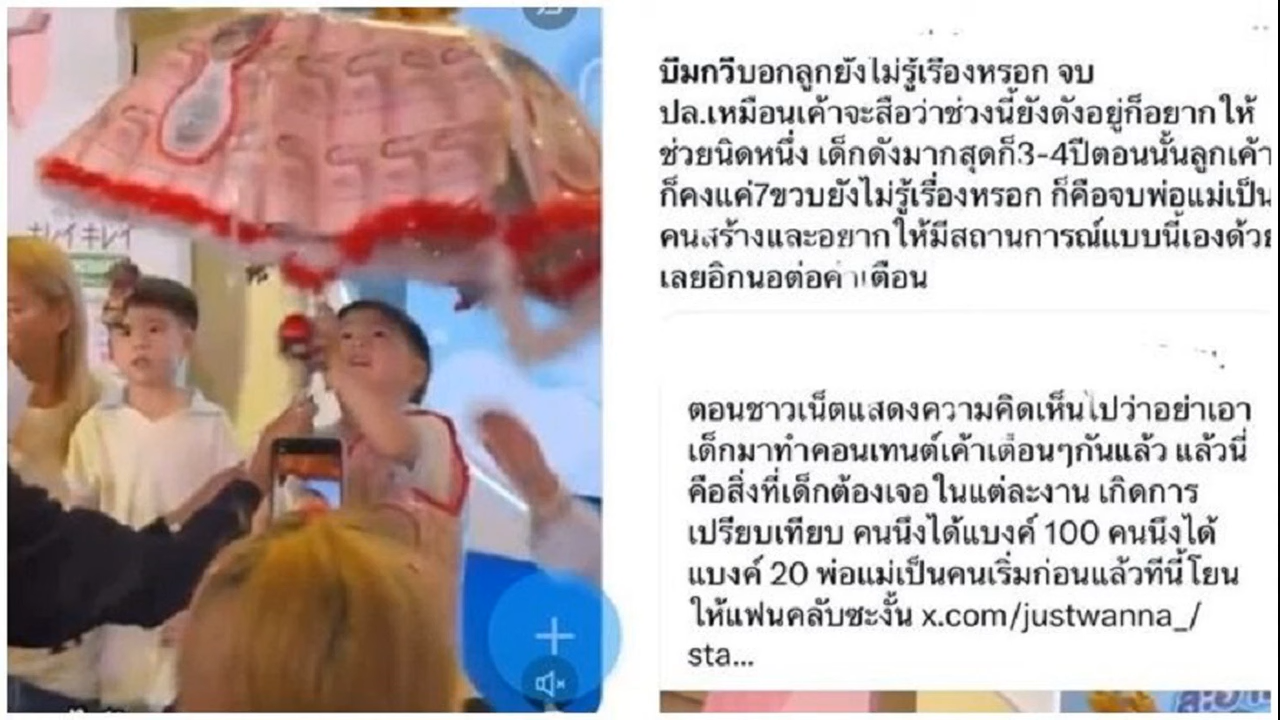 キレイキレイ
บีมกวีบอกลูกยังไม่รู้เรื่องหรอก จบ
ปล.เหมือนเค้าจะสื่อว่าช่วงนี้ยังดังอยู่ก็อยากให้
ช่วยนิดหนึ่ง เด็กดังมากสุดก็3-4ปีตอนนั้นลูกเค้า
ก็คงแค่7ขวบยังไม่รู้เรื่องหรอก ก็คือจบพ่อแม่เป็น
คนสร้างและอยากให้มีสถานการณ์แบบนี้เองด้วย
เลยอิกนอต่อคำเตือน
ตอนชาวเน็ตแสดงความคิดเห็นไปว่าอย่าเอา
เด็กมาทำคอนเทนต์เค้าเตือนๆกันแล้ว แล้วนี่
คือสิ่งที่เด็กต้องเจอในแต่ละงาน เกิดการ
เปรียบเทียบ คนนึงได้แบงค์ 100 คนนึงได้
แบงค์ 20 พ่อแม่เป็นคนเริ่มก่อนแล้วทีนี้โยน
ให้แฟนคลับซะงั้น x.com/justwanna_/
sta...